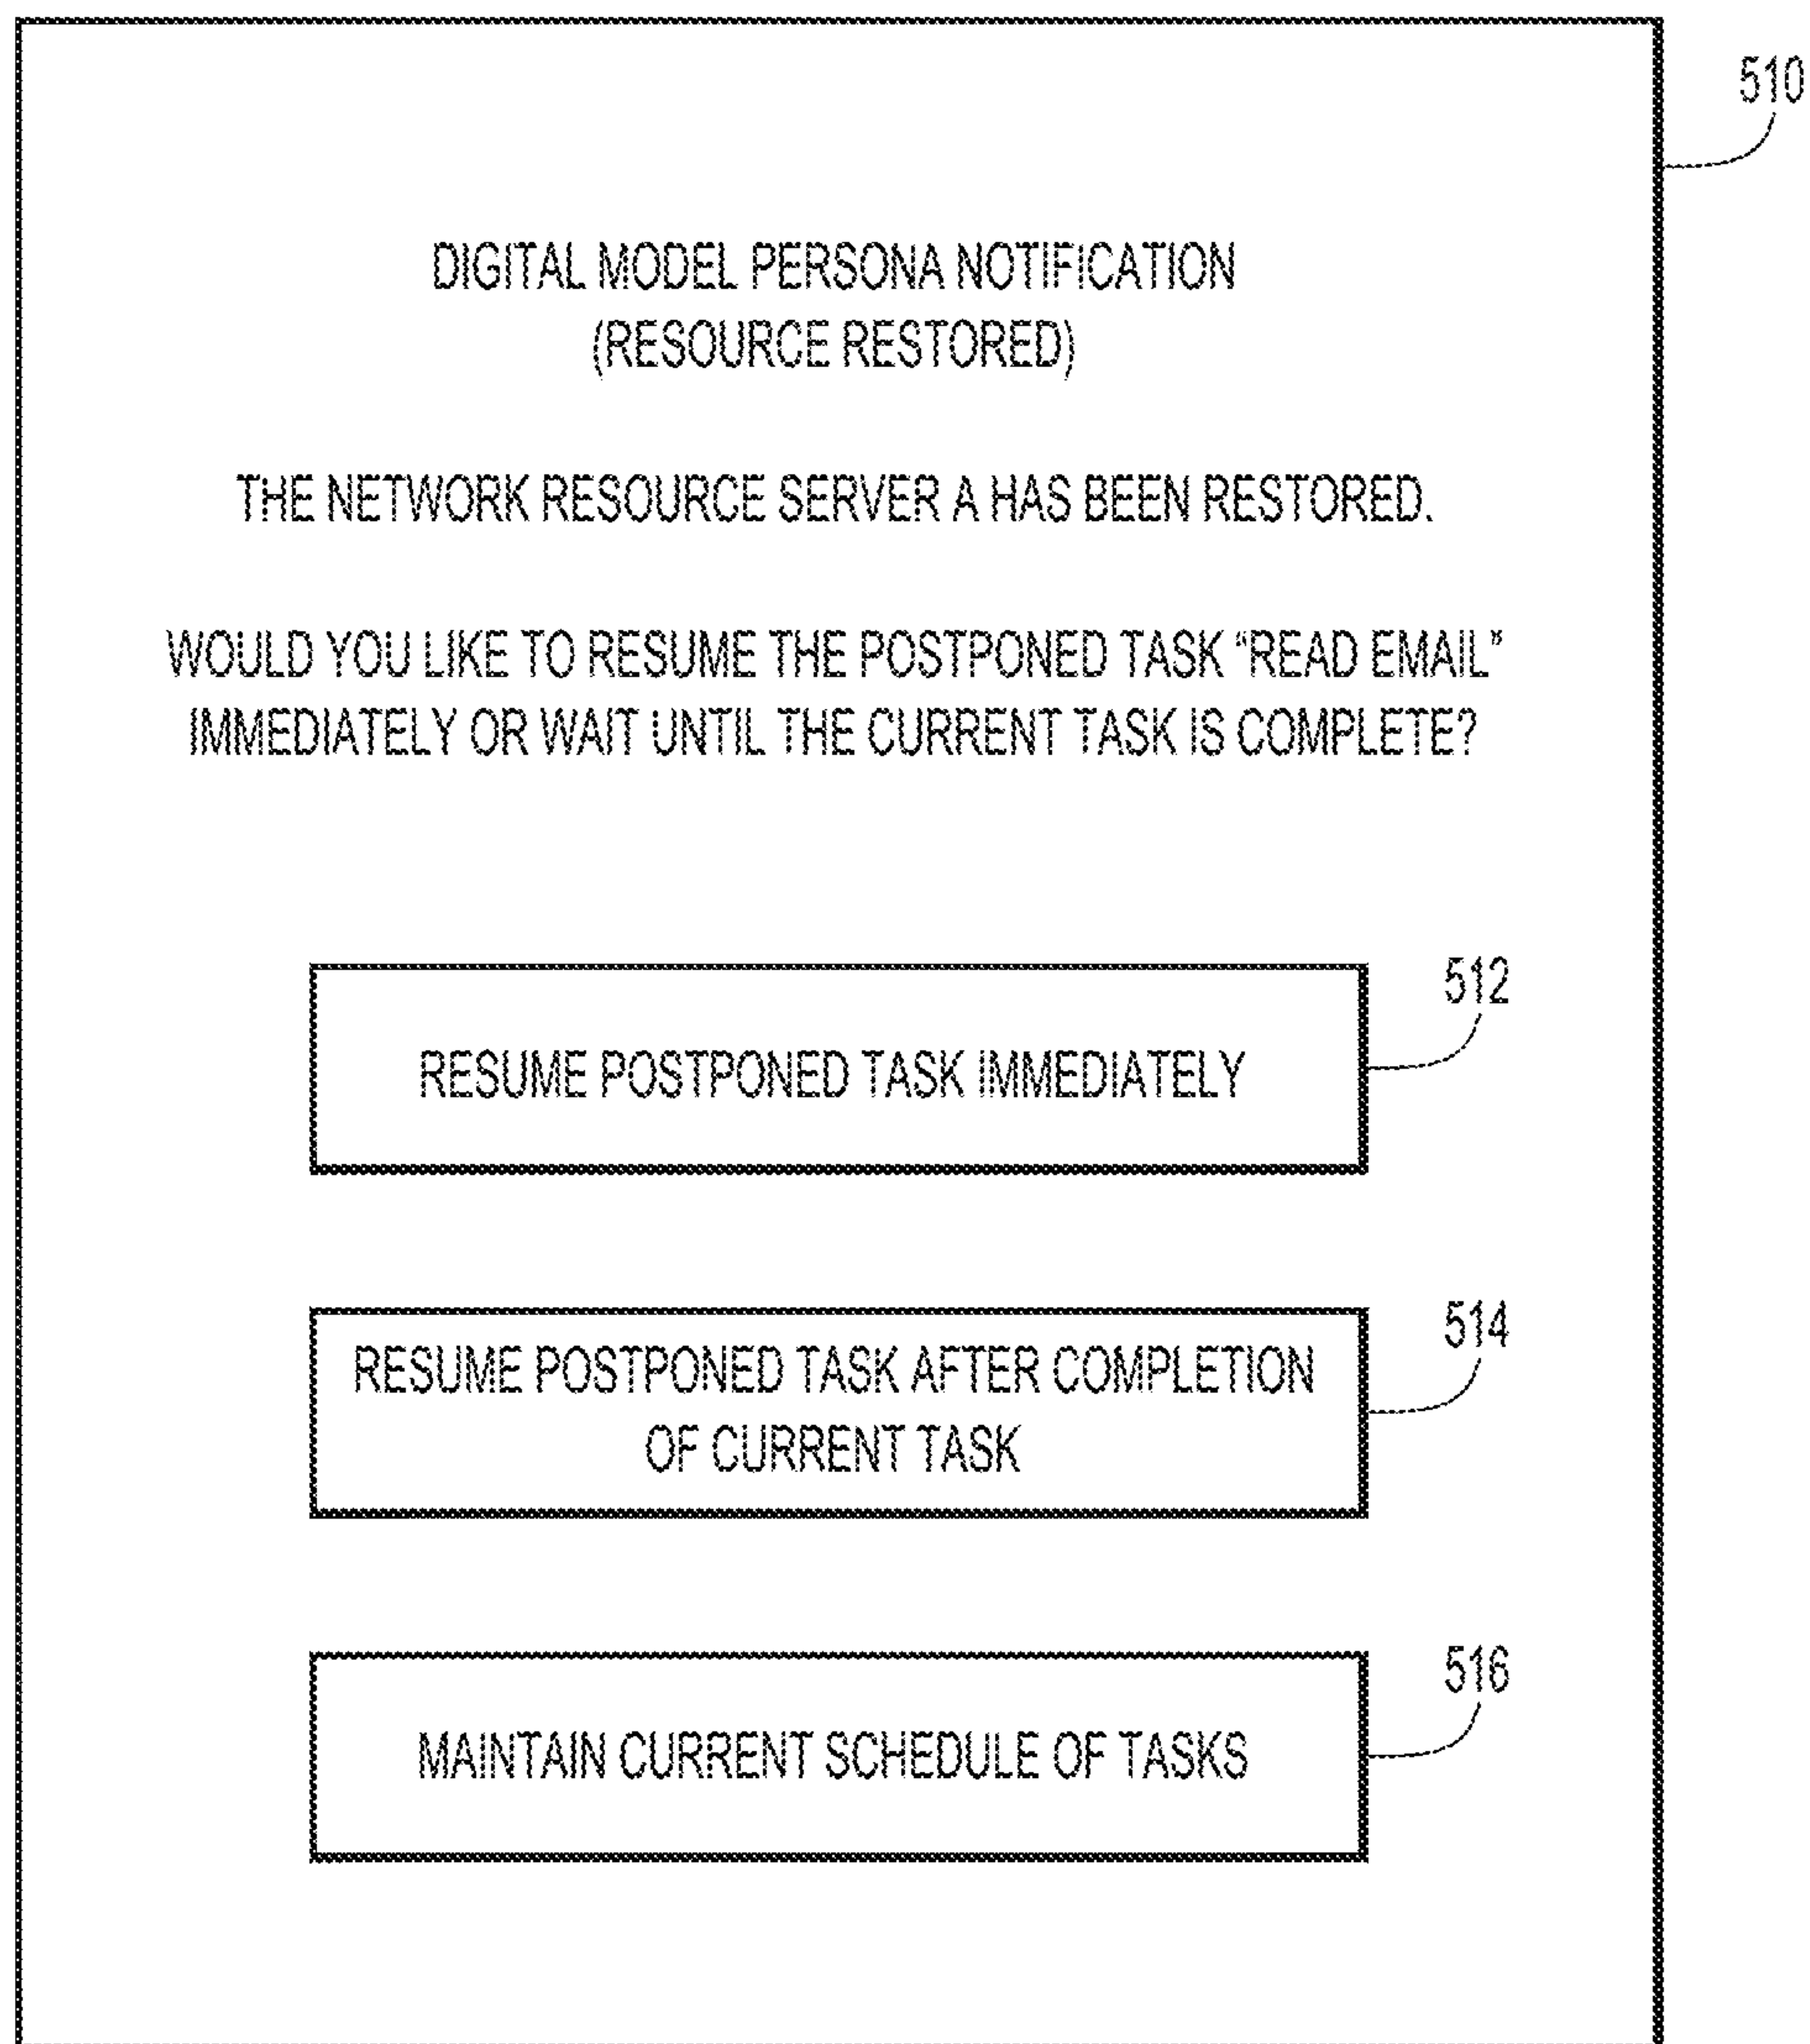 510
DIGITAL MODEL PERSONA NOTIFICATION
(RESOURCE RESTORED)
THE NETWORK RESOURCE SERVER A HAS BEEN RESTORED.
WOULD YOU LIKE TO RESUME THE POSTPONED TASK “READ EMAIL”
IMMEDIATELY OR WAIT UNTIL THE CURRENT TASK IS COMPLETE?
512
RESUME POSTPONED TASK IMMEDIATELY
514
RESUME POSTPONED TASK AFTER COMPLETION
OF CURRENT TASK
516
MAINTAIN CURRENT SCHEDULE OF TASKS